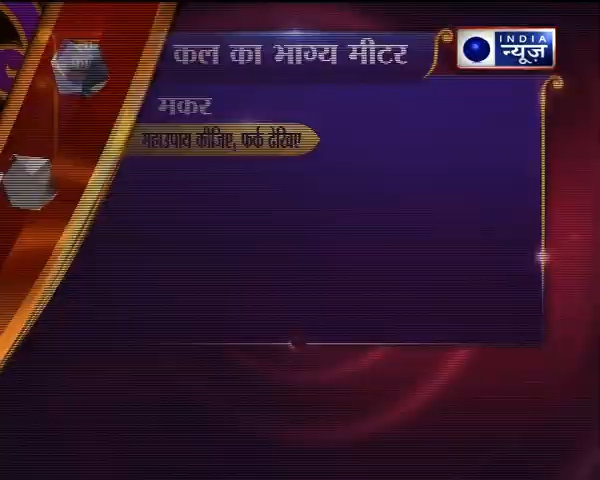 कल का भाग्य मीटर
INDIA
न्यूज़
मकर
महाउपाय कीजिए, फर्क देखिए